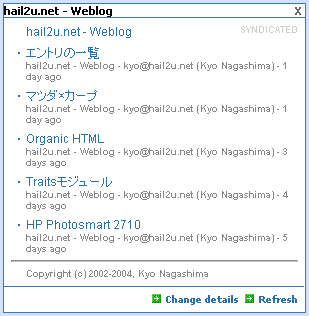 hail2u.net - Weblog x
hail2u.net - Weblog SYNDICATED
エントリの一覧
hail2u.net - Weblog - kyo@hail2u.net (Kyo Nagashima) - 1
day ago
マツダ×カープ
hail2u.net - Weblog - kyo@hail2u.net (Kyo Nagashima) - 1
day ago
Organic HTML
hail2u.net - Weblog - kyo@hail2u.net (Kyo Nagashima) - 3
days ago
Traitsモジュール
hail2u.net - Weblog - kyo@hail2u.net (Kyo Nagashima) - 4
days ago
HP Photosmart 2710
hail2u.net - Weblog - kyo@hail2u.net (Kyo Nagashima) - 5
days ago
Copyright (c) 2002-2004, Kyo Nagashima
Change details Refresh